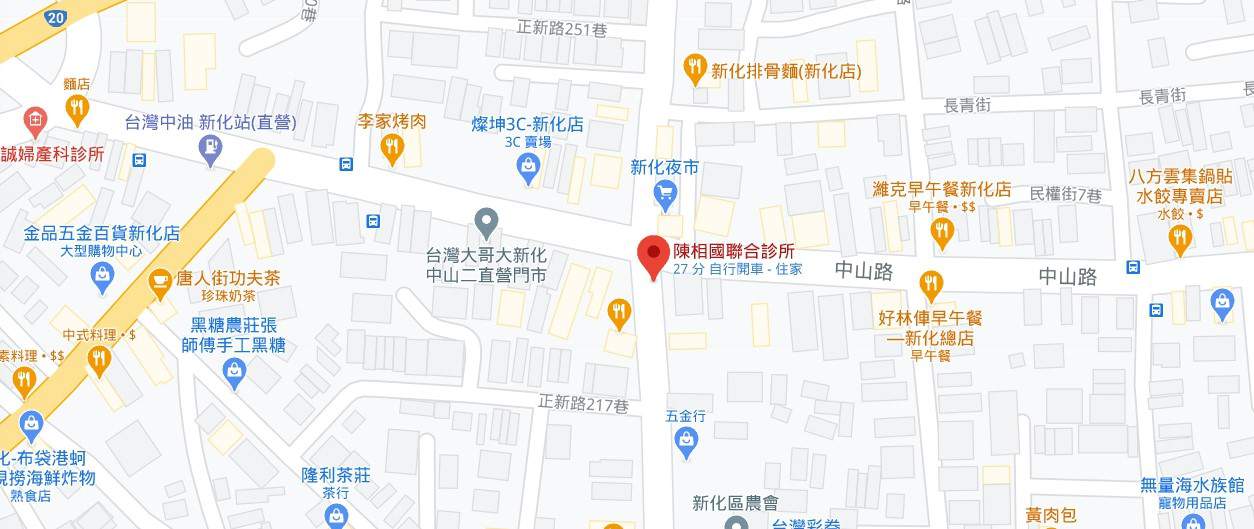 20
正新路251巷
新化排骨麵(新化店)
麵店
長青街
長青街
台灣中油 新化站(直營)
李家烤肉
燦坤3C-新化店
3C 賣場
誠婦產科診所
新化夜市
濰克早午餐新化店
早午餐・$$
民權街7巷
八方雲集鍋貼
水餃專賣店
水餃・$
金品五金百貨新化店
大型購物中心
台灣大哥大新化
中山二直營門市
陳相國聯合診所
27 分 自行開車 - 住家
中山路
中山路
唐人街功夫茶
珍珠奶茶
黑糖農莊張
師傅手工黑糖
好林俥早午餐
—新化總店
早午餐
中式料理・$
素料理・$$
正新路217巷
五金行
化-布袋港蚵
現撈海鮮炸物
熟食店
隆利茶莊
茶行
新化區農會
台灣彩券
黃肉包
無量海水族館
寵物用品店